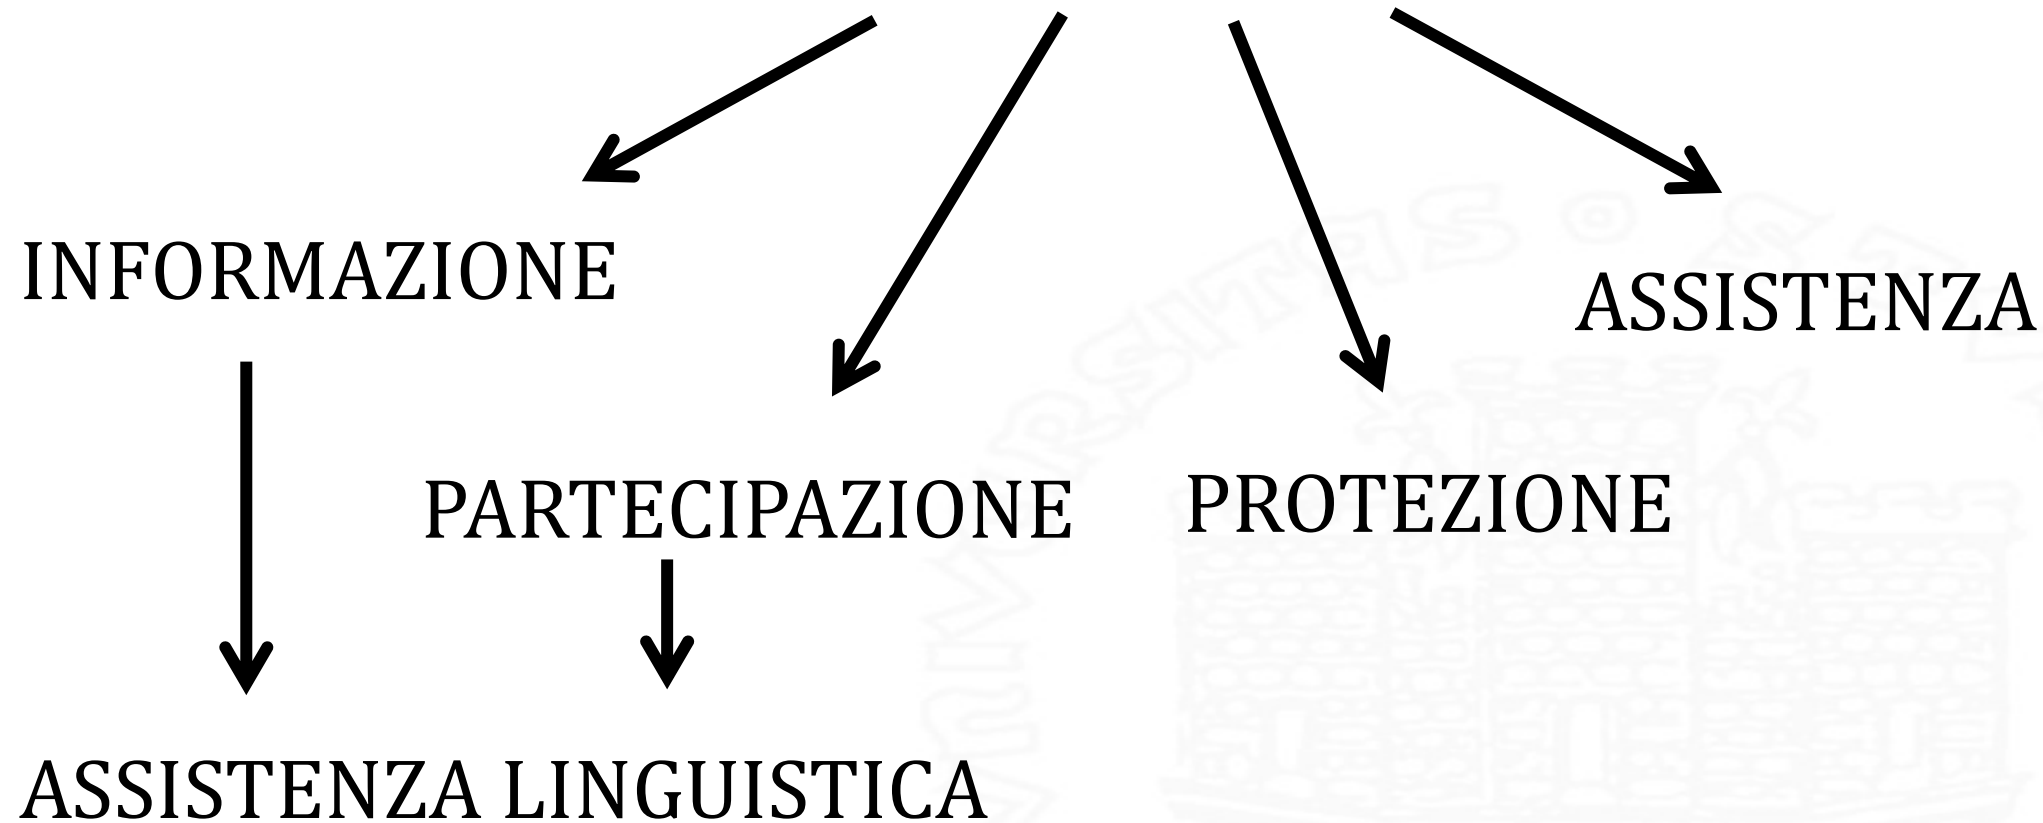 INFORMAZIONE
ASSISTENZA
PARTECIPAZIONE
PROTEZIONE
ASSISTENZA LINGUISTICA